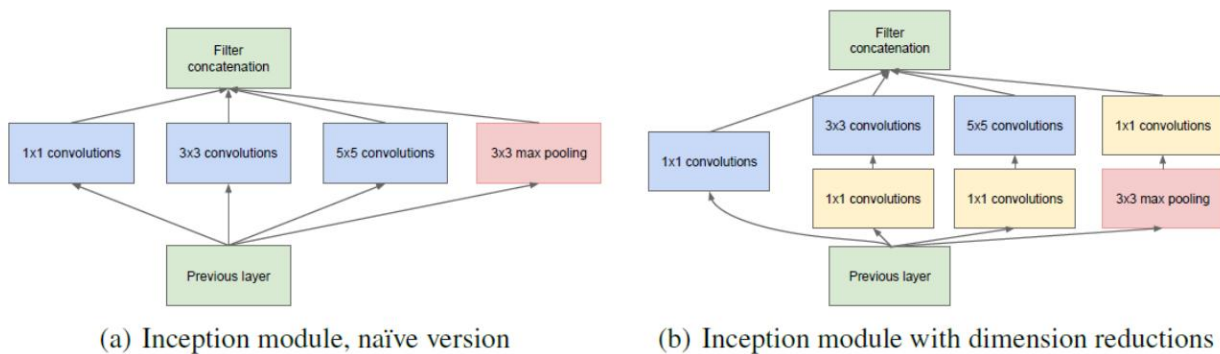 Filter
concatenation
1x1 convolutions
3x3 convolutions
5x5 convolutions
3x3 max pooling
Previous layer
(a) Inception module, naïve version
Filter
concatenation
3x3 convolutions
5x5 convolutions
1x1 convolutions
1x1 convolutions
1x1 convolutions
1x1 convolutions
3x3 max pooling
Previous layer
(b) Inception module with dimension reductions